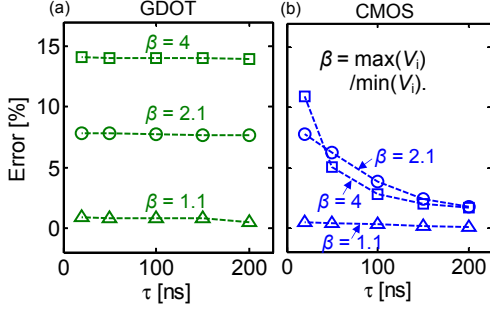 (a) GDOT
(b) CMOS
Error [%]
15
10
5
0
β = 4
β = 2.1
β = 1.1
0 100 200
τ [ns]
β = max(Vi)
/min(Vi).
β = 2.1
β = 4
β = 1.1
0 100 200
τ [ns]